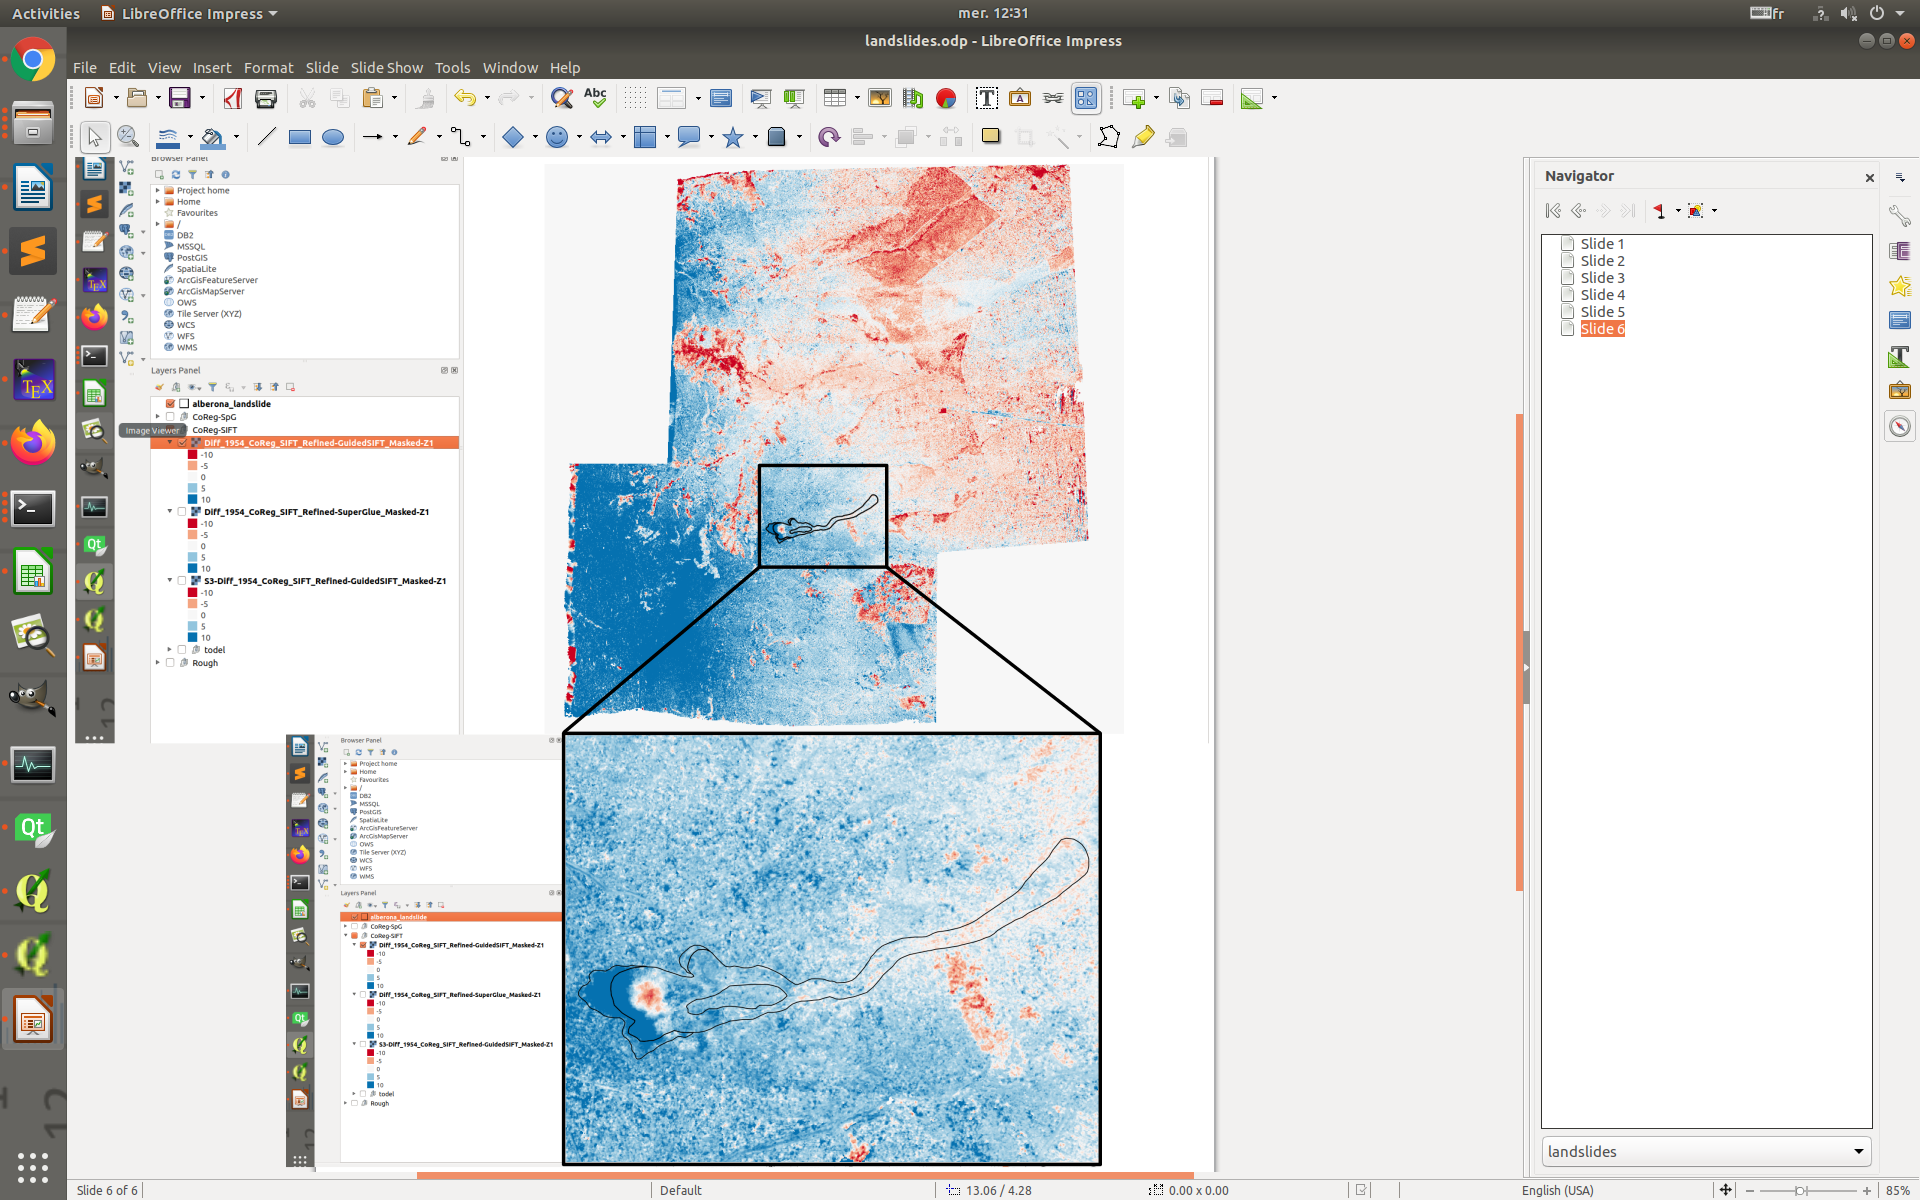 Activities LibreOffice Impress mer. 12:31 fr
landslides.odp - LibreOffice Impress
File Edit View Insert Format Slide Slide Show Tools Window Help
Abc
Browser Panel
Project home
Home
Favourites
/
DB2
MSSQL
PostGIS
SpatiaLite
ArcGisFeatureServer
ArcGisMapServer
OWS
Tile Server (XYZ)
WCS
WFS
WMS
Layers Panel
alberona_landslide
CoReg-SpG
CoReg-SIFT
Image Viewer
Diff_1954_CoReg_SIFT_Refined-GuidedSIFT_Masked-Z1
-10
-5
0
5
10
Diff_1954_CoReg_SIFT_Refined-SuperGlue_Masked-Z1
-10
-5
0
5
10
S3-Diff_1954_CoReg_SIFT_Refined-GuidedSIFT_Masked-Z1
-10
-5
0
5
10
todel
Rough
Browser Panel
Project home
Home
Favourites
/
DB2
MSSQL
PostGIS
SpatiaLite
ArcGisFeatureServer
ArcGisMapServer
OWS
Tile Server (XYZ)
WCS
WFS
WMS
Layers Panel
alberona_landslide
CoReg-SpG
CoReg-SIFT
Diff_1954_CoReg_SIFT_Refined-GuidedSIFT_Masked-Z1
-10
-5
0
5
10
Diff_1954_CoReg_SIFT_Refined-SuperGlue_Masked-Z1
-10
-5
0
5
10
S3-Diff_1954_CoReg_SIFT_Refined-GuidedSIFT_Masked-Z1
-10
-5
0
5
10
todel
Rough
Navigator
Slide 1
Slide 2
Slide 3
Slide 4
Slide 5
Slide 6
landslides
Slide 6 of 6 Default 13.06 / 4.28 0.00 x 0.00 English (USA) 85%